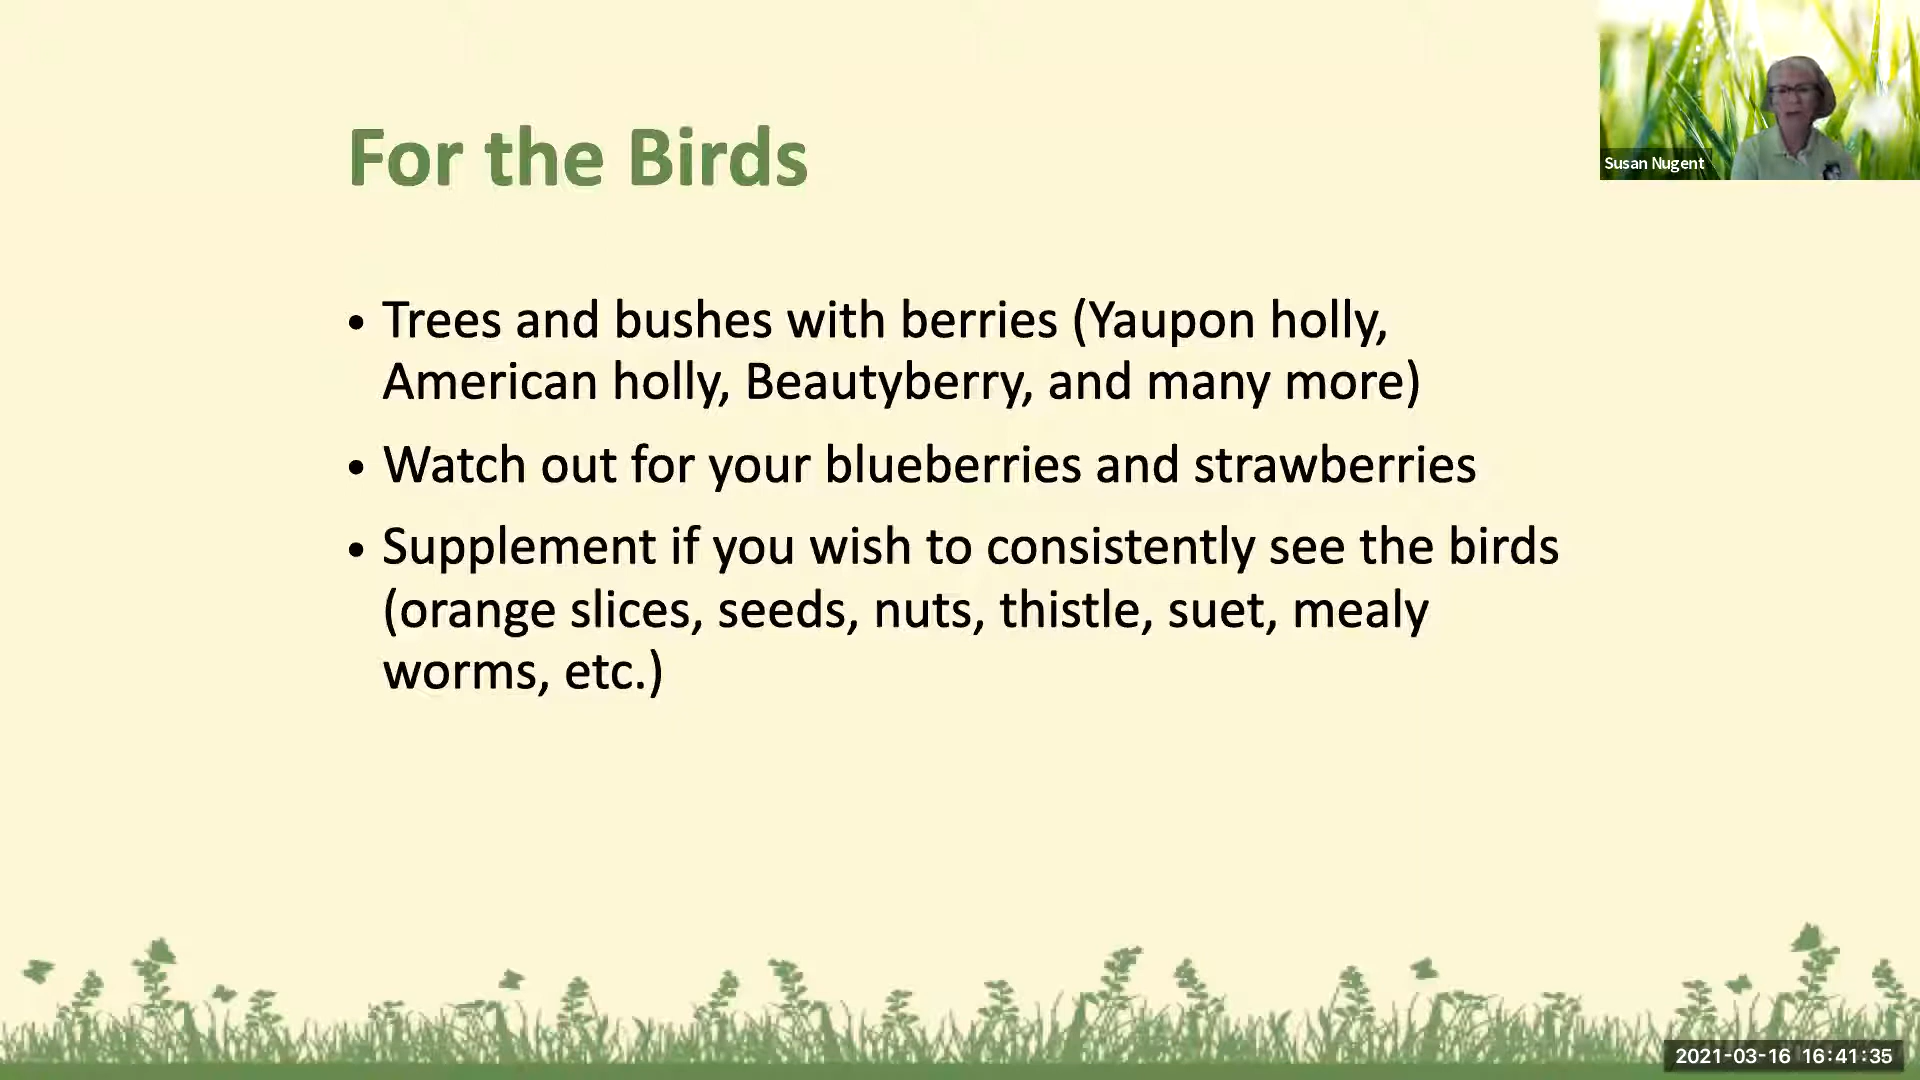 Susan Nugent
For the Birds
• Trees and bushes with berries (Yaupon holly,
American holly, Beautyberry, and many more)
• Watch out for your blueberries and strawberries
• Supplement if you wish to consistently see the birds
(orange slices, seeds, nuts, thistle, suet, mealy
worms, etc.)
2021-03-16 16:41:35